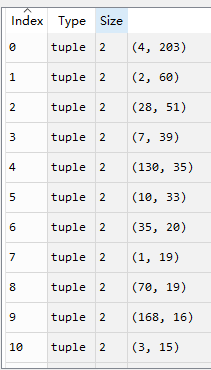 Index Type Size
0 tuple 2 (4, 203)
1 tuple 2 (2, 60)
2 tuple 2 (28, 51)
3 tuple 2 (7, 39)
4 tuple 2 (130, 35)
5 tuple 2 (10, 33)
6 tuple 2 (35, 20)
7 tuple 2 (1, 19)
8 tuple 2 (70, 19)
9 tuple 2 (168, 16)
10 tuple 2 (3, 15)